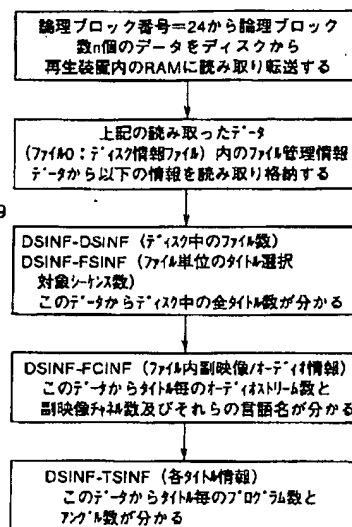 論理ブロック番号=24から論理ブロック
数n個のデータをディスクから
再生装置内のRAMに読み取り転送する
上記の読み取ったデータ
(ファイル0:ディスク情報ファイル)内のファイル管理情報
データから以下の情報を読み取り格納する
9
DSINF-DSINF (ディスク中のファイル数)
DSINF-FSINF (ファイル単位のタイトル選択
対象シーケンス数)
このデータからディスク中の全タイトル数が分かる
DSINF-FCINF (ファイル内副映像/オーディオ情報)
このデータからタイトル毎のオーディオストリーム数と
副映像チャネル数及びそれらの言語名が分かる
DSINF-TSINF (各タイトル情報)
このデータからタイトル毎のプログラム数と
アングル数が分かる